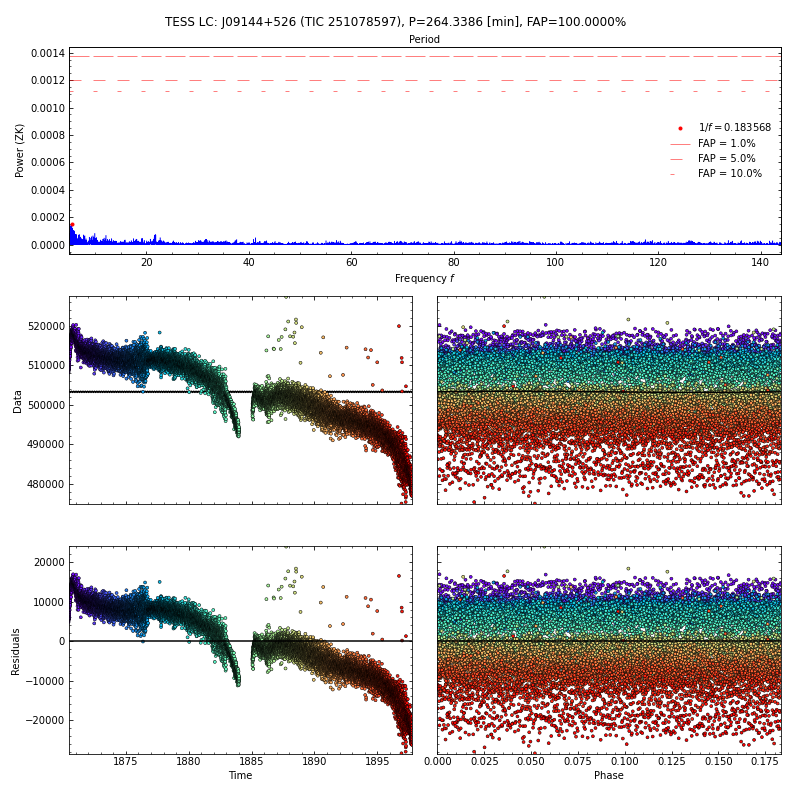 TESS LC: J09144+526 (TIC 251078597), P=264.3386 [min], FAP=100.0000%
Period
0.0014
0.0012
0.0010
0.0008
0.0006
0.0004
0.0002
0.0000
Power (ZK)
1/f = 0.183568
FAP = 1.0%
FAP = 5.0%
FAP = 10.0%
20 40 60 80 100 120 140
Frequency f
520000
510000
500000
490000
480000
Data
20000
10000
0
−10000
−20000
Residuals
1875 1880 1885 1890 1895
Time
0.000 0.025 0.050 0.075 0.100 0.125 0.150 0.175
Phase